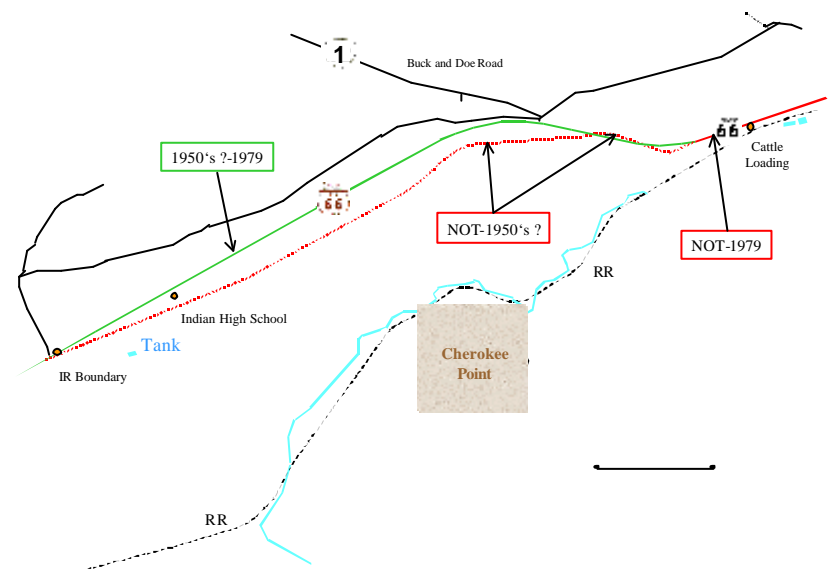 1
Buck and Doe Road
66
Cattle
Loading
1950‘s ?-1979
66
NOT-1950‘s ?
NOT-1979
RR
Indian High School
Tank
Cherokee
Point
IR Boundary
RR